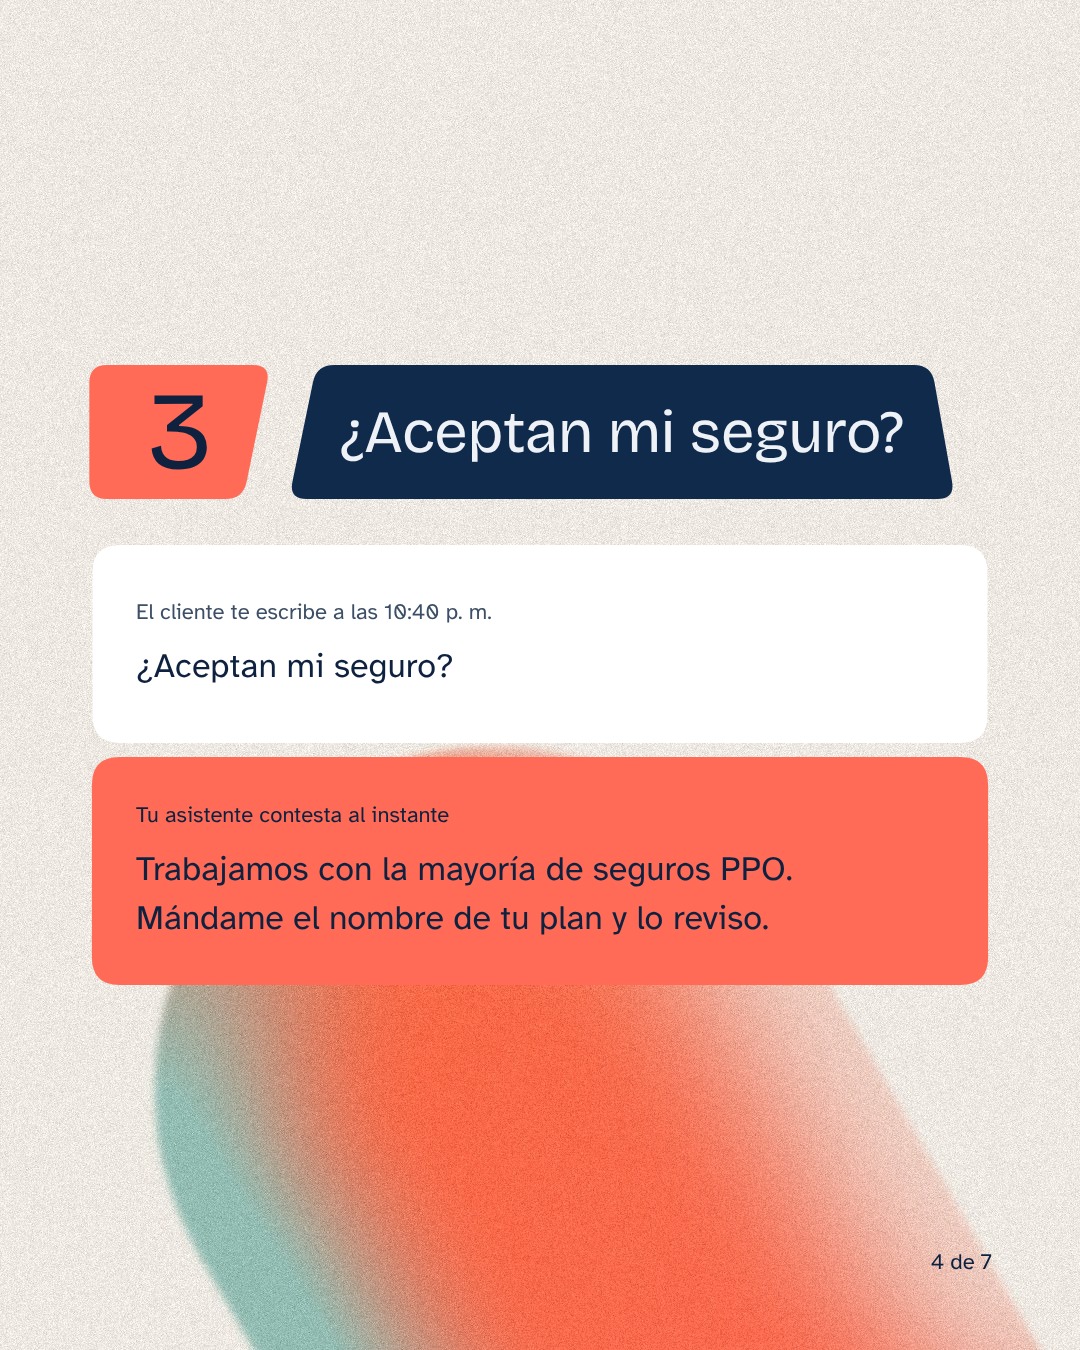 3
¿Aceptan mi seguro?
El cliente te escribe a las 10:40 p. m.
¿Aceptan mi seguro?
Tu asistente contesta al instante
Trabajamos con la mayoría de seguros PPO.
Mándame el nombre de tu plan y lo reviso.
4 de 7